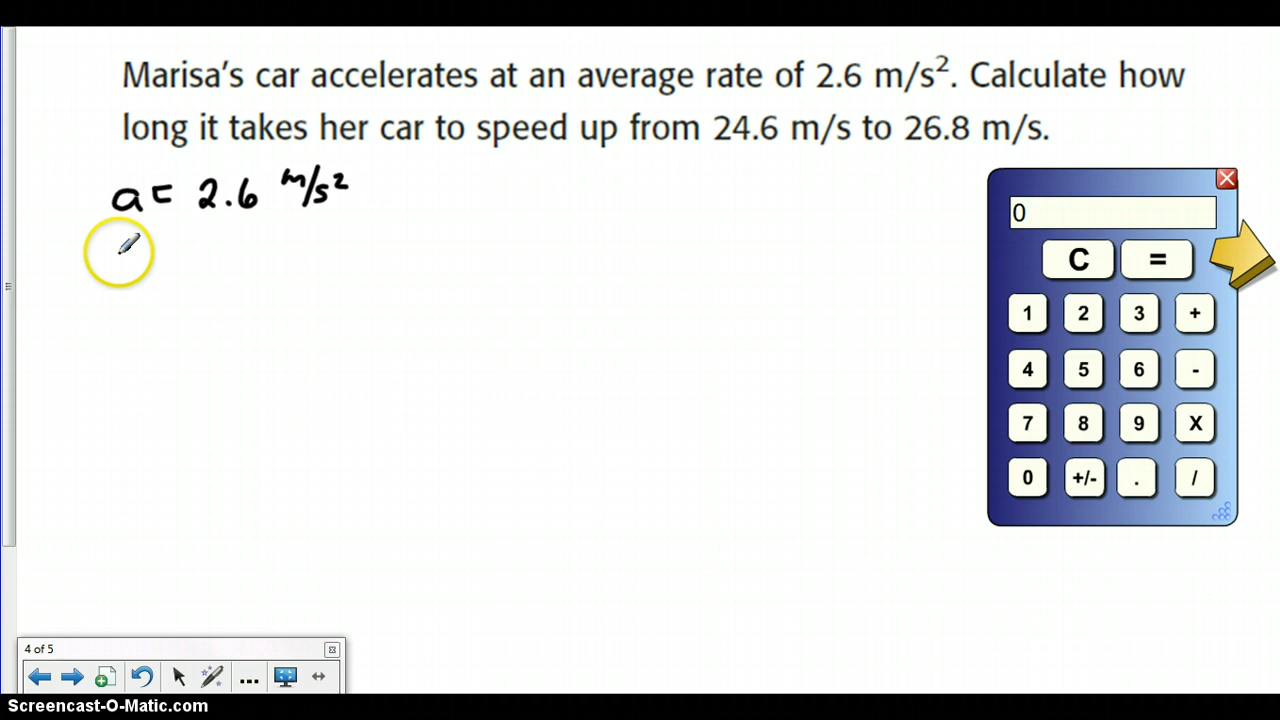 Marisa's car accelerates at an average rate of 2.6 m/s². Calculate how
long it takes her car to speed up from 24.6 m/s to 26.8 m/s.
a = 2.6 m/s²
0
C =
1 2 3 +
4 5 6 -
7 8 9 X
0 +/- . /
4 of 5
...
Screencast-O-Matic.com